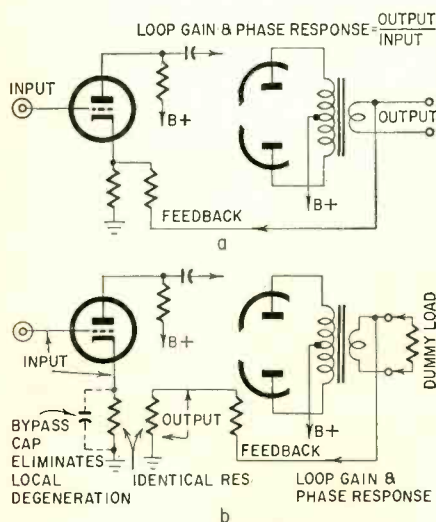 LOOP GAIN & PHASE RESPONSE = OUTPUT
INPUT
INPUT
B+
B+
OUTPUT
FEEDBACK
a
INPUT
B+
B+
DUMMY LOAD
BYPASS
CAP
ELIMINATES
LOCAL
DEGENERATION
OUTPUT
IDENTICAL RES
FEEDBACK
LOOP GAIN &
PHASE RESPONSE
b